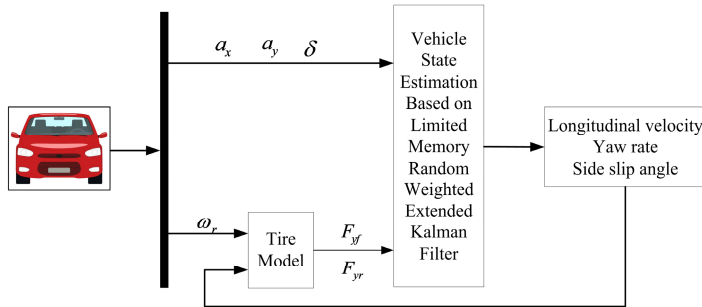 a_x a_y δ
Vehicle
State
Estimation
Based on
Limited
Memory
Random
Weighted
Extended
Kalman
Filter
Longitudinal velocity
Yaw rate
Side slip angle
ω_r
Tire
Model
F_yf
F_yr